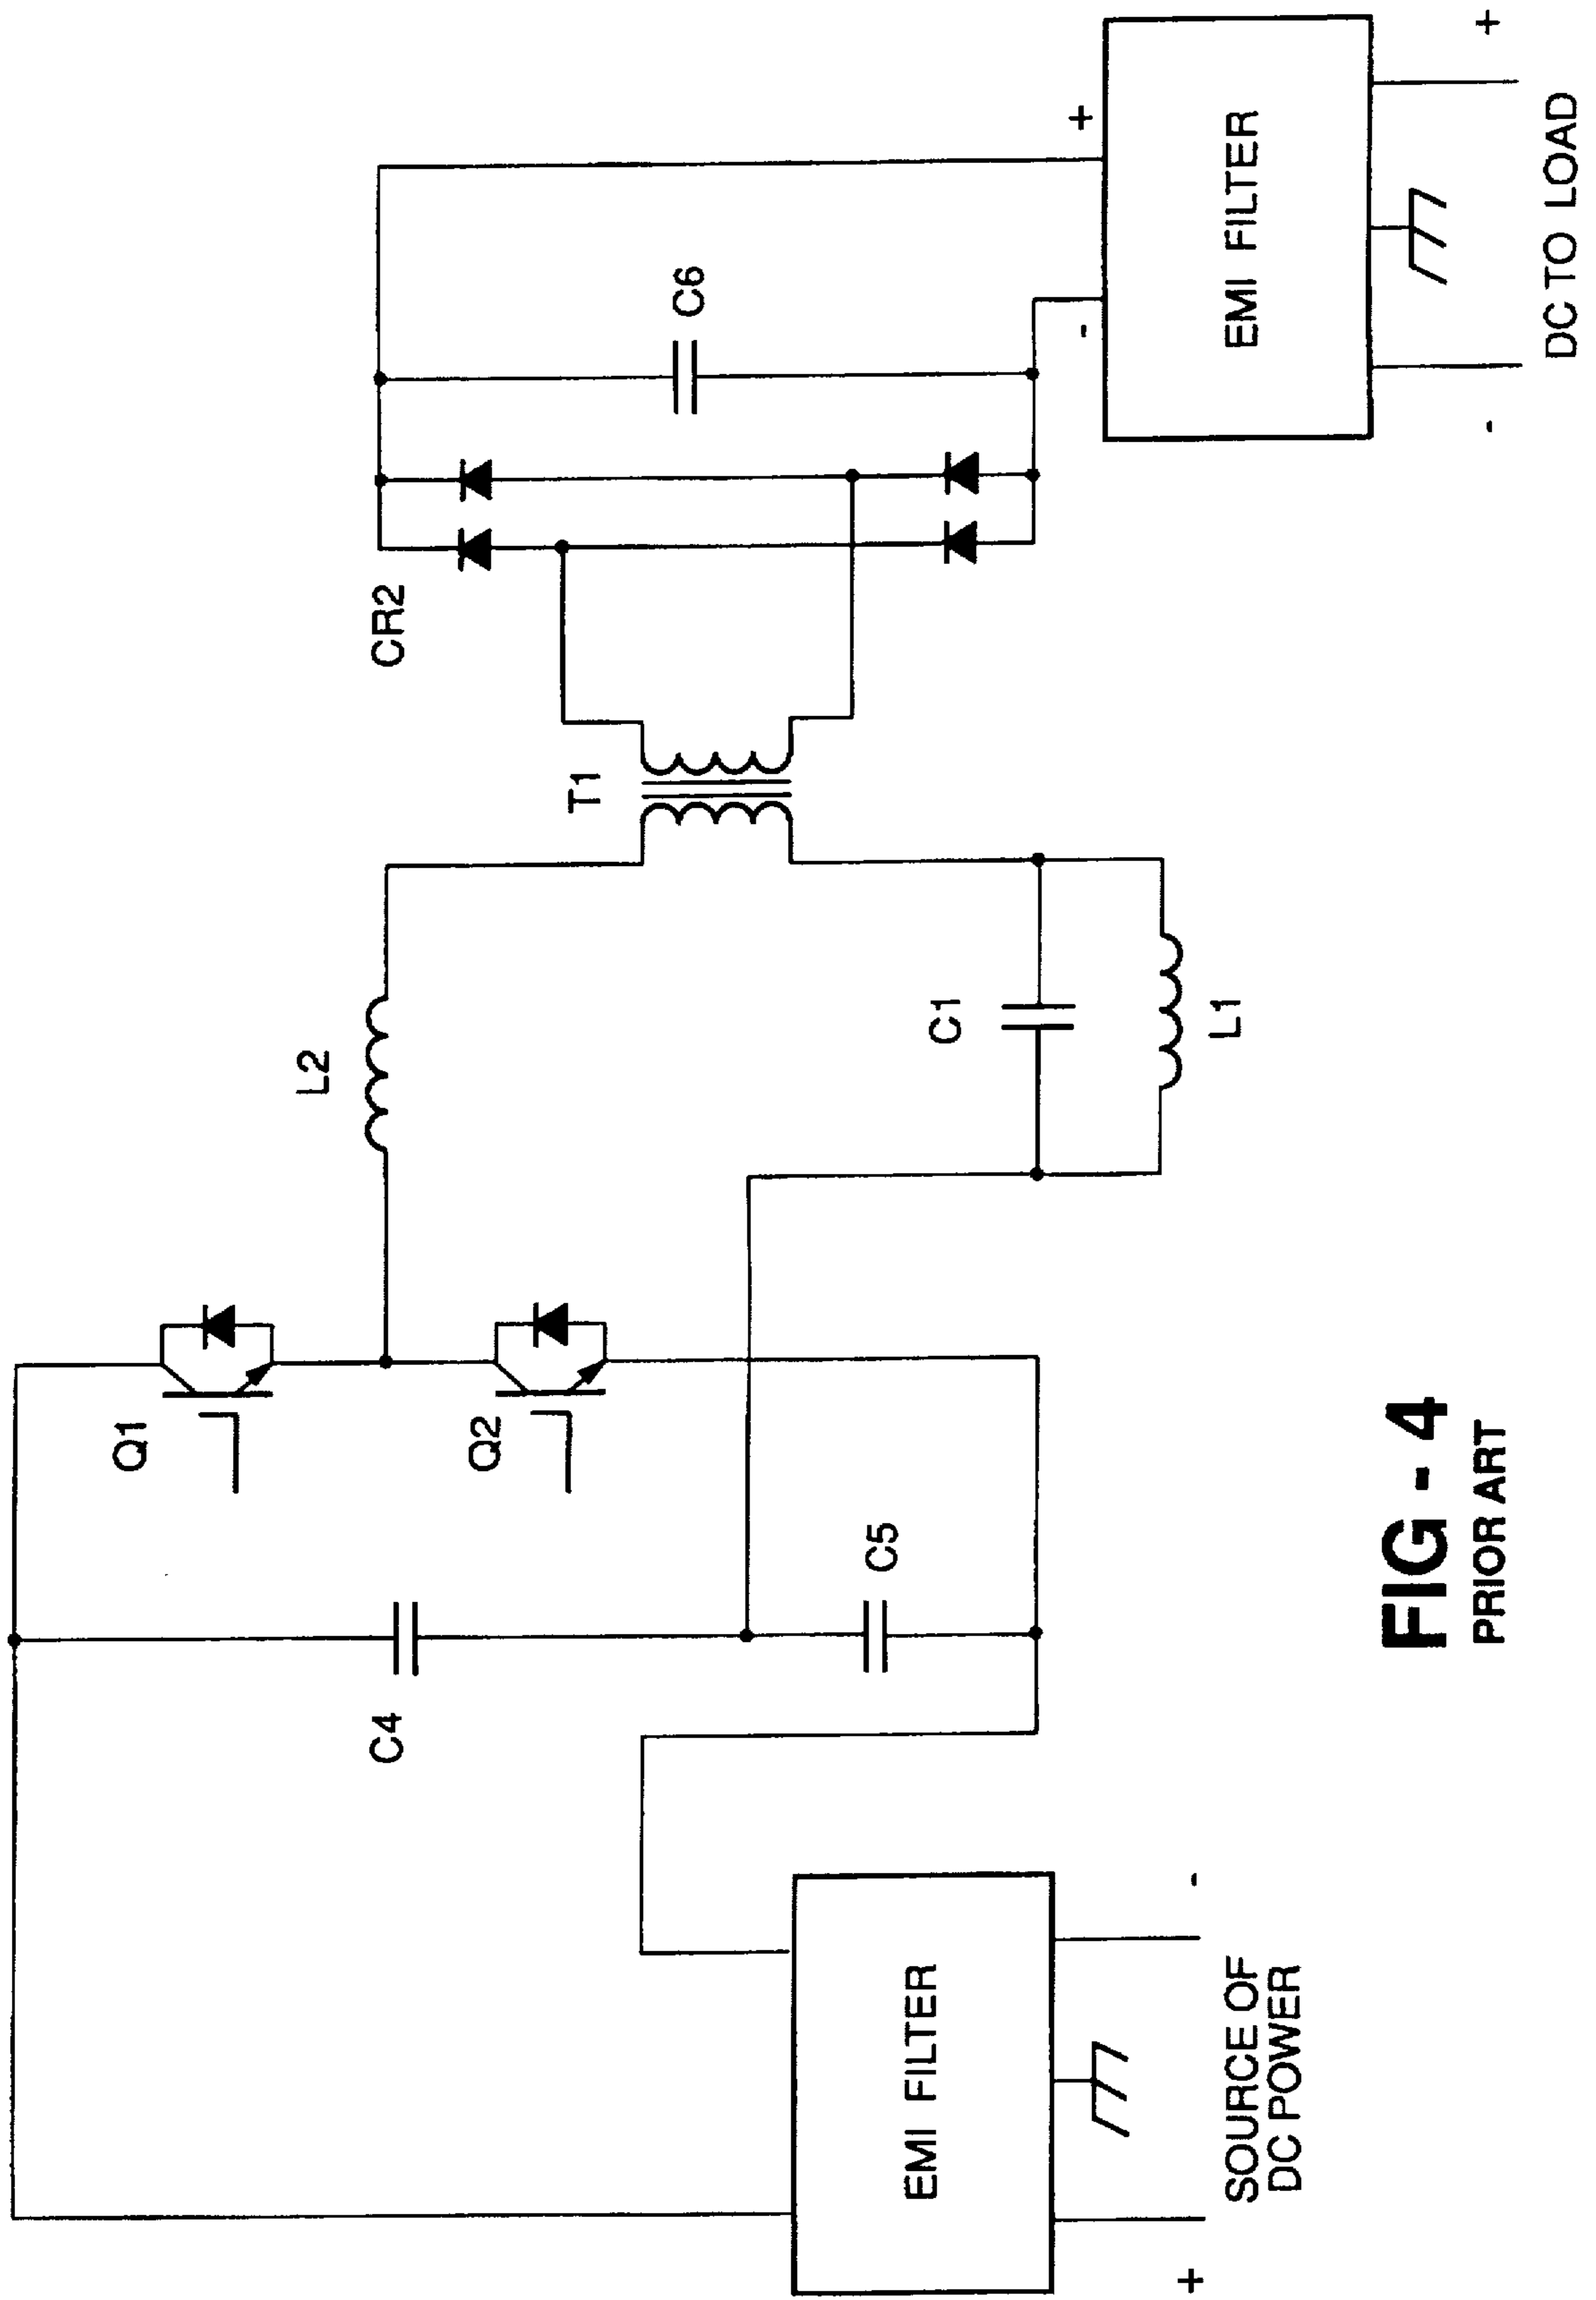 Q1
L2
T1
CR2
C6
+
-
EMI FILTER
-
+
DC TO LOAD
C4
Q2
C5
C1
L1
EMI FILTER
+
-
SOURCE OF
DC POWER
FIG - 4
PRIOR ART